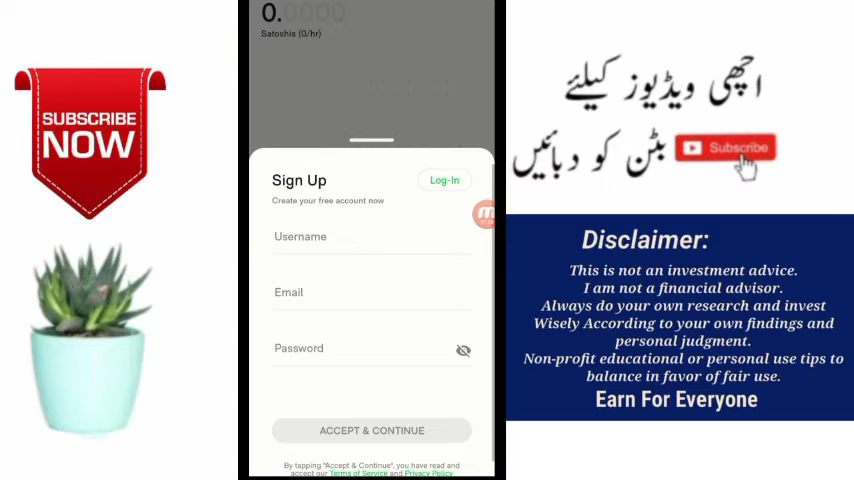 0.0000
Satoshis (0/hr)
SUBSCRIBE
NOW
Sign Up
Log-In
Create your free account now
Username
Email
Password
ACCEPT & CONTINUE
By tapping "Accept & Continue", you have read and
accept our Terms of Service and Privacy Policy
اچھی ویڈیوز کیلئے
بٹن کو دبائیں
Subscribe
Disclaimer:
This is not an investment advice.
I am not a financial advisor.
Always do your own research and invest
Wisely According to your own findings and
personal judgment.
Non-profit educational or personal use tips to
balance in favor of fair use.
Earn For Everyone